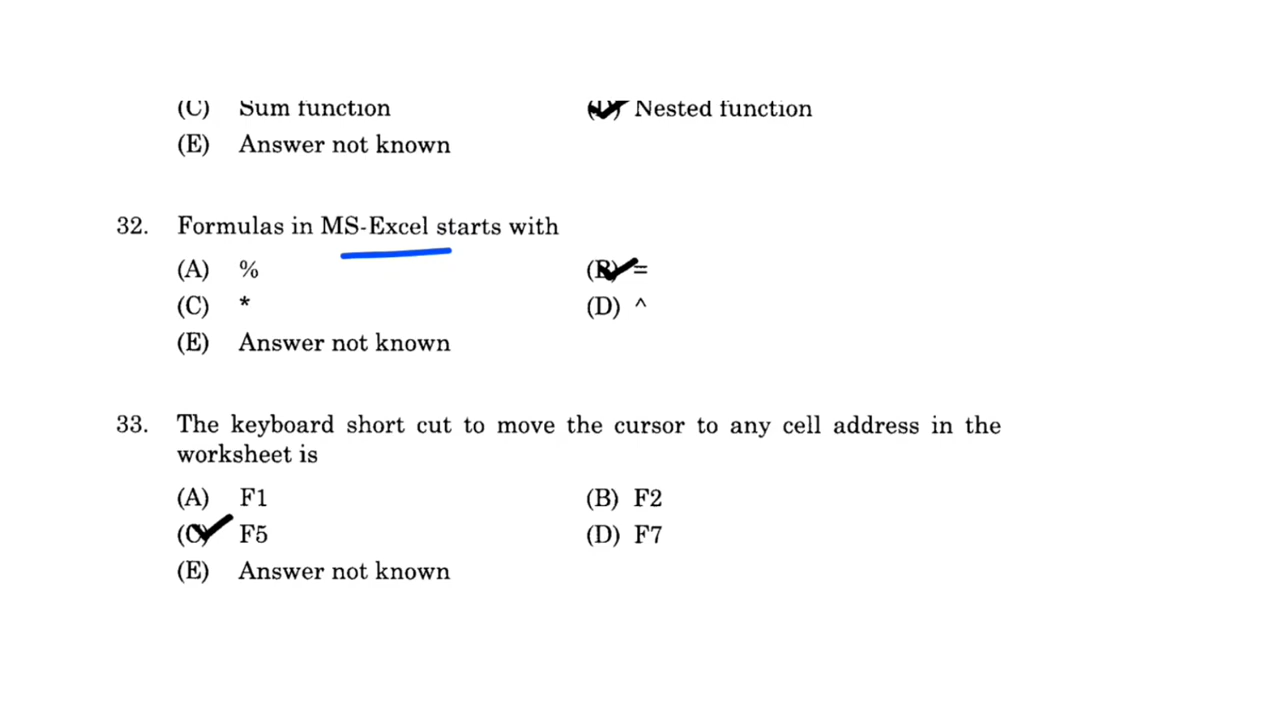 (C) Sum function (D) Nested function
(E) Answer not known
32. Formulas in MS-Excel starts with
(A) % (B) =
(C) * (D) ^
(E) Answer not known
33. The keyboard short cut to move the cursor to any cell address in the
worksheet is
(A) F1 (B) F2
(C) F5 (D) F7
(E) Answer not known